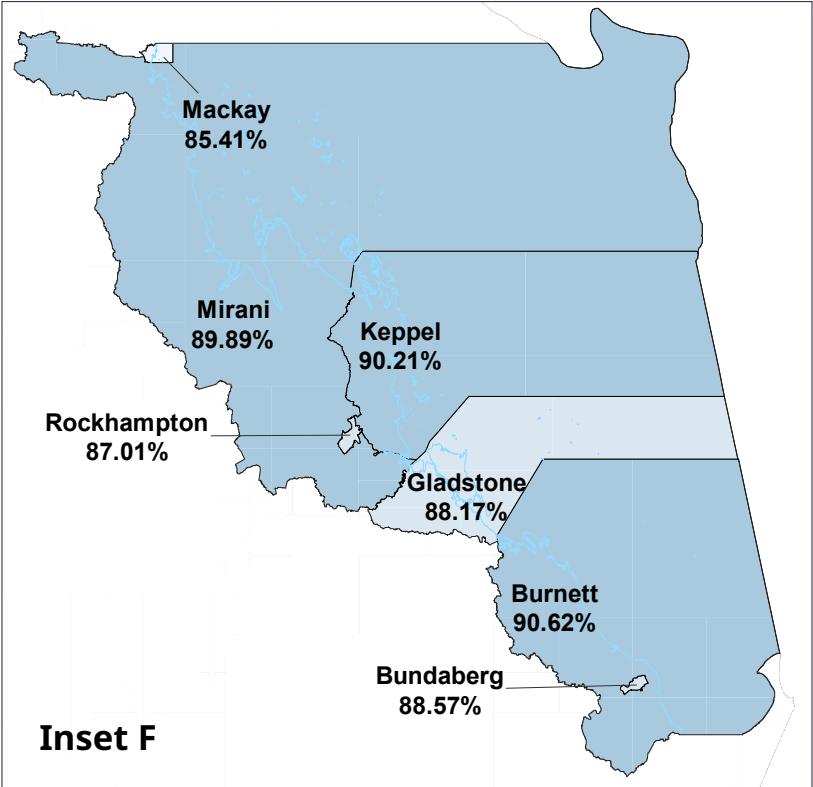 Mackay
85.41%
Mirani
89.89%
Keppel
90.21%
Rockhampton
87.01%
Gladstone
88.17%
Burnett
90.62%
Bundaberg
88.57%
Inset F